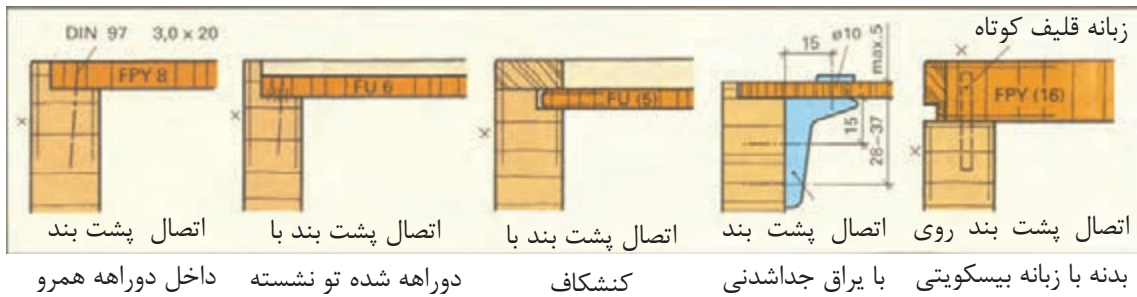 زبانه قلیف کوتاه
DIN 97 3,0 x 20
ø10
15
max.5
FPY 8
FU 6
FU (5)
FPY (16)
15
28–37
x
x
x
x
x
اتصال پشت بند روی
بدنه با زبانه بیسکویتی
اتصال پشت بند
با یراق جداشدنی
اتصال پشت بند با
کنشکاف
اتصال پشت بند با
دوراهه شده تو نشسته
اتصال پشت بند
داخل دوراهه همرو